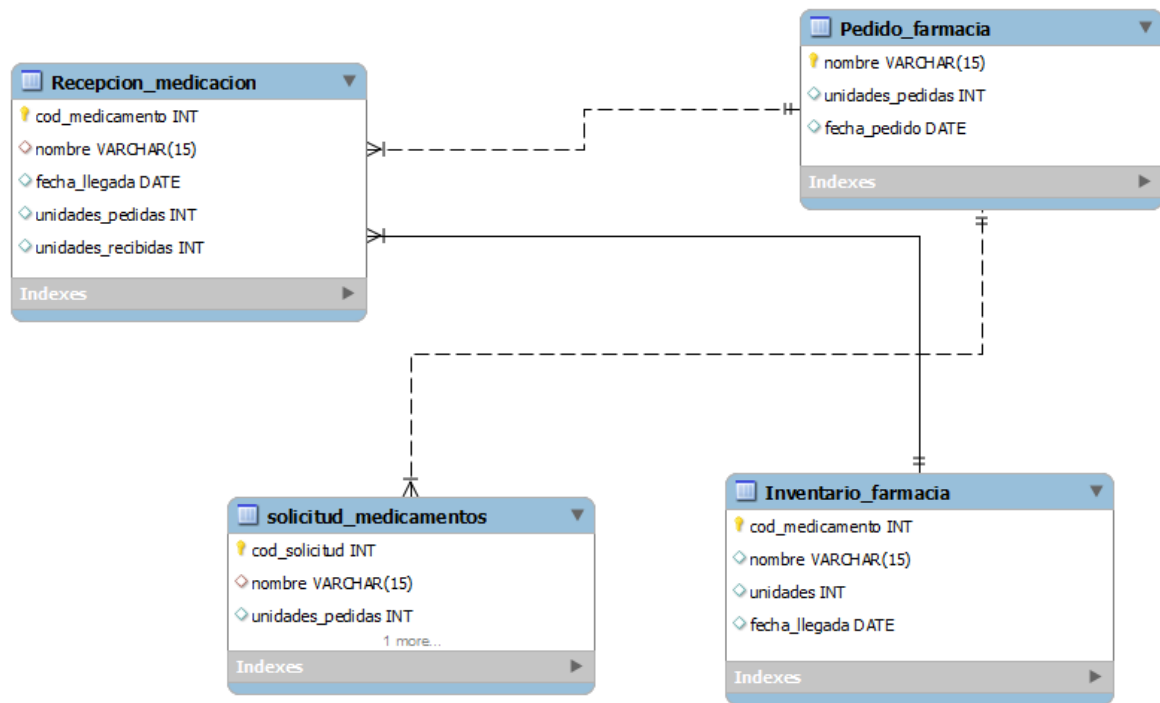 Recepcion_medicacion
cod_medicamento INT
nombre VARCHAR(15)
fecha_llegada DATE
unidades_pedidas INT
unidades_recibidas INT
Indexes
Pedido_farmacia
nombre VARCHAR(15)
unidades_pedidas INT
fecha_pedido DATE
Indexes
solicitud_medicamentos
cod_solicitud INT
nombre VARCHAR(15)
unidades_pedidas INT
1 more...
Indexes
Inventario_farmacia
cod_medicamento INT
nombre VARCHAR(15)
unidades INT
fecha_llegada DATE
Indexes